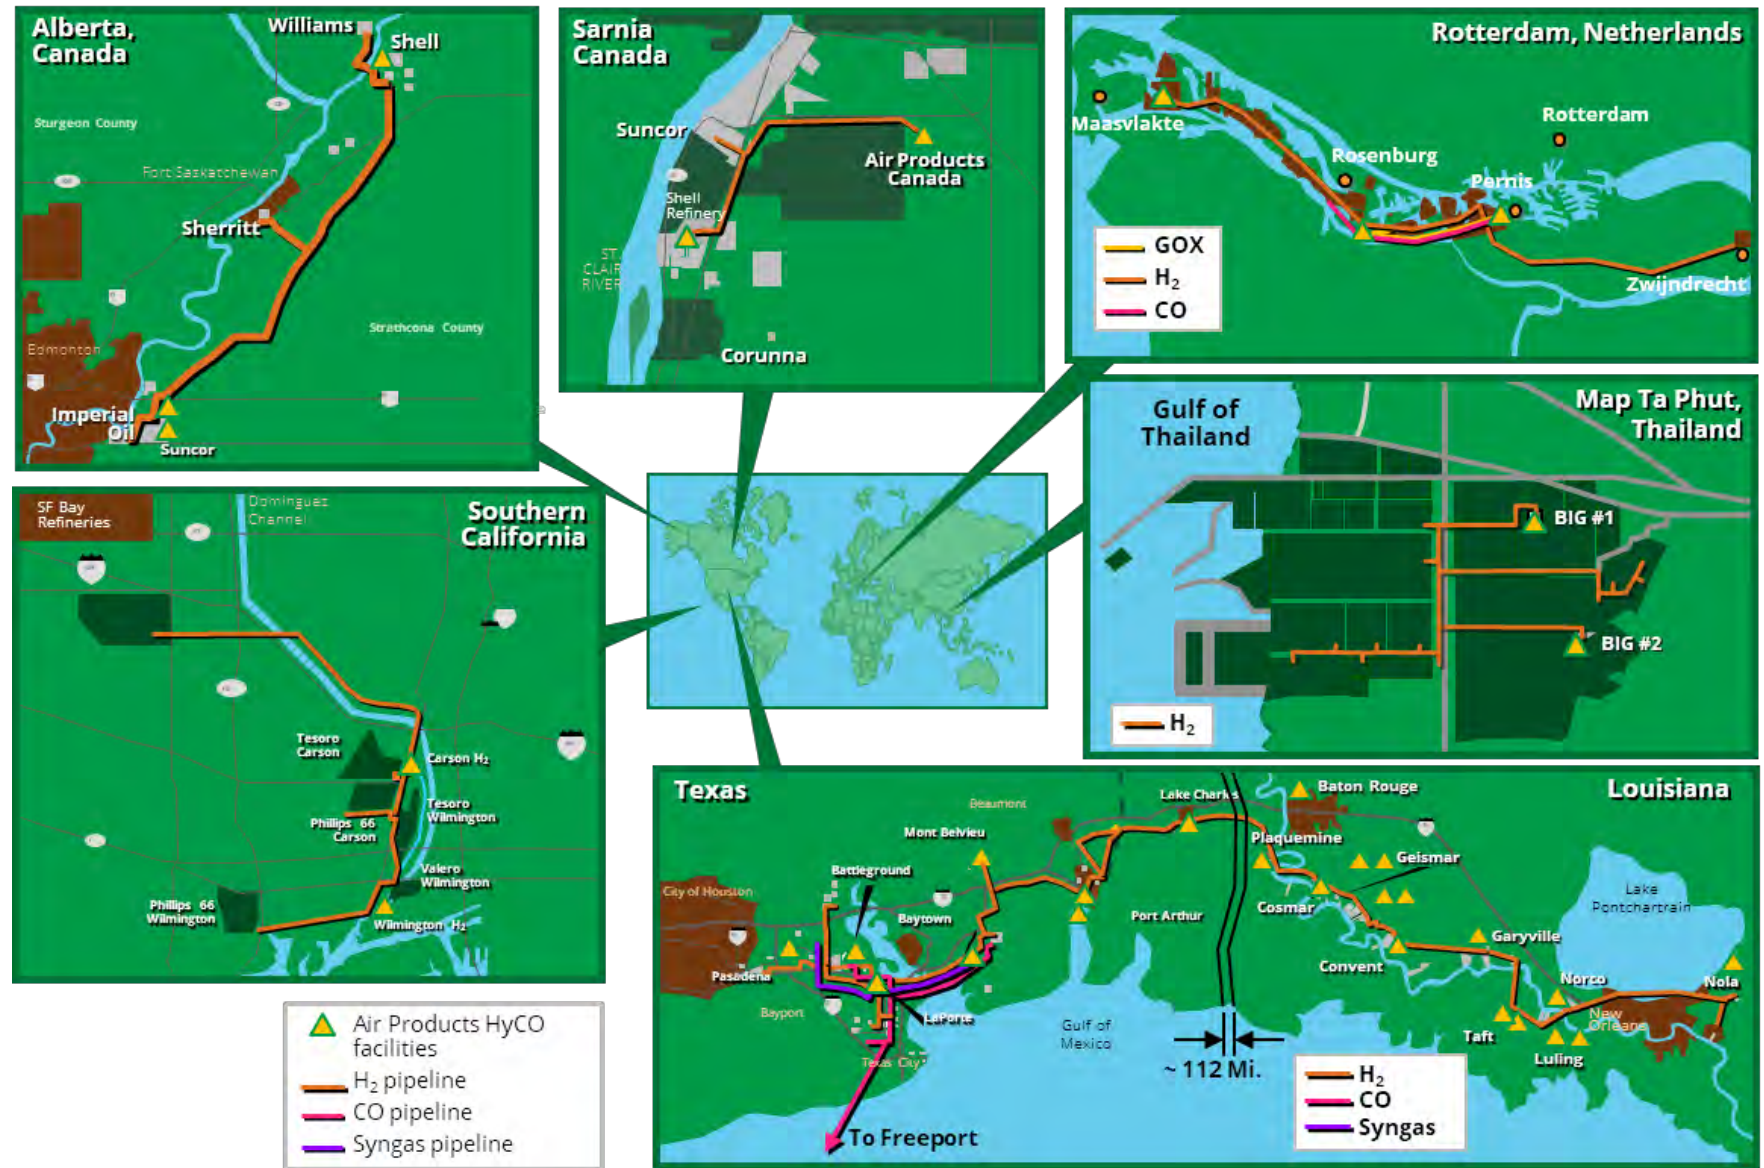 Alberta,
Canada
Williams
Shell
Sturgeon County
Fort Saskatchewan
Sherritt
Strathcona County
Edmonton
Imperial
Oil
Suncor
Sarnia
Canada
Suncor
Air Products
Canada
Shell
Refinery
ST.
CLAIR
RIVER
Corunna
Rotterdam, Netherlands
Maasvlakte
Rotterdam
Rosenburg
Pernis
Zwijndrecht
GOX
H₂
CO
Gulf of
Thailand
Map Ta Phut,
Thailand
BIG #1
BIG #2
H₂
SF Bay
Refineries
Dominguez
Channel
Southern
California
Tesoro
Carson
Carson H₂
Tesoro
Wilmington
Phillips 66
Carson
Valero
Wilmington
Phillips 66
Wilmington
Wilmington H₂
Air Products HyCO
facilities
H₂ pipeline
CO pipeline
Syngas pipeline
Texas
Louisiana
Beaumont
Lake Charles
Baton Rouge
Mont Belvieu
Plaquemine
Geismar
Battleground
City of Houston
Baytown
Port Arthur
Cosmar
Lake
Pontchartrain
Garyville
Convent
Pasadena
Norco
Nola
Bayport
LaPorte
Gulf of
Mexico
New
Orleans
Taft
Luling
Texas City
~ 112 Mi.
To Freeport
H₂
CO
Syngas